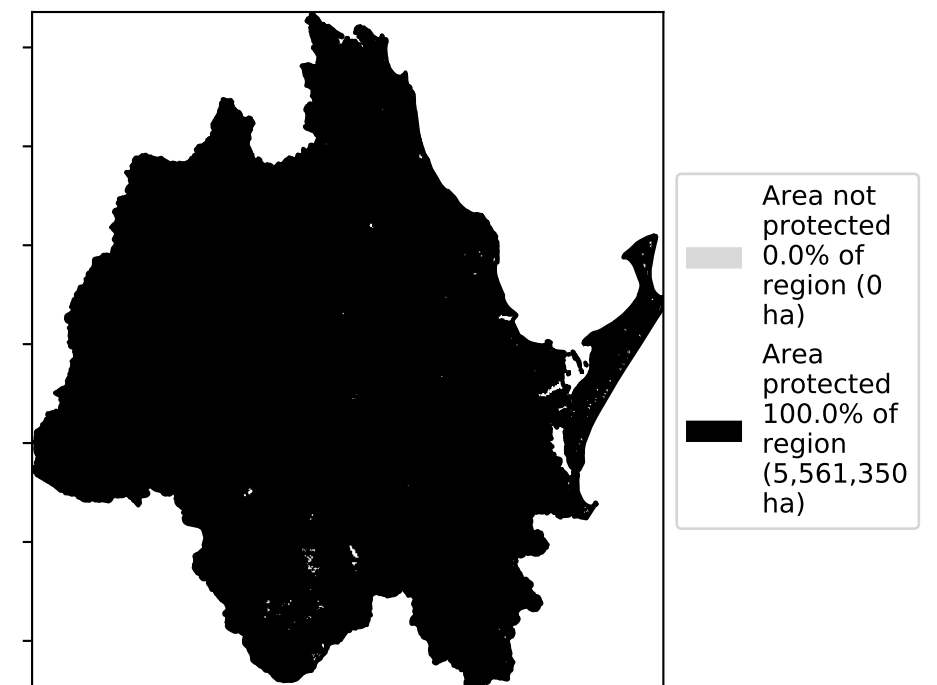 Area not
protected
0.0% of
region (0
ha)
Area
protected
100.0% of
region
(5,561,350
ha)